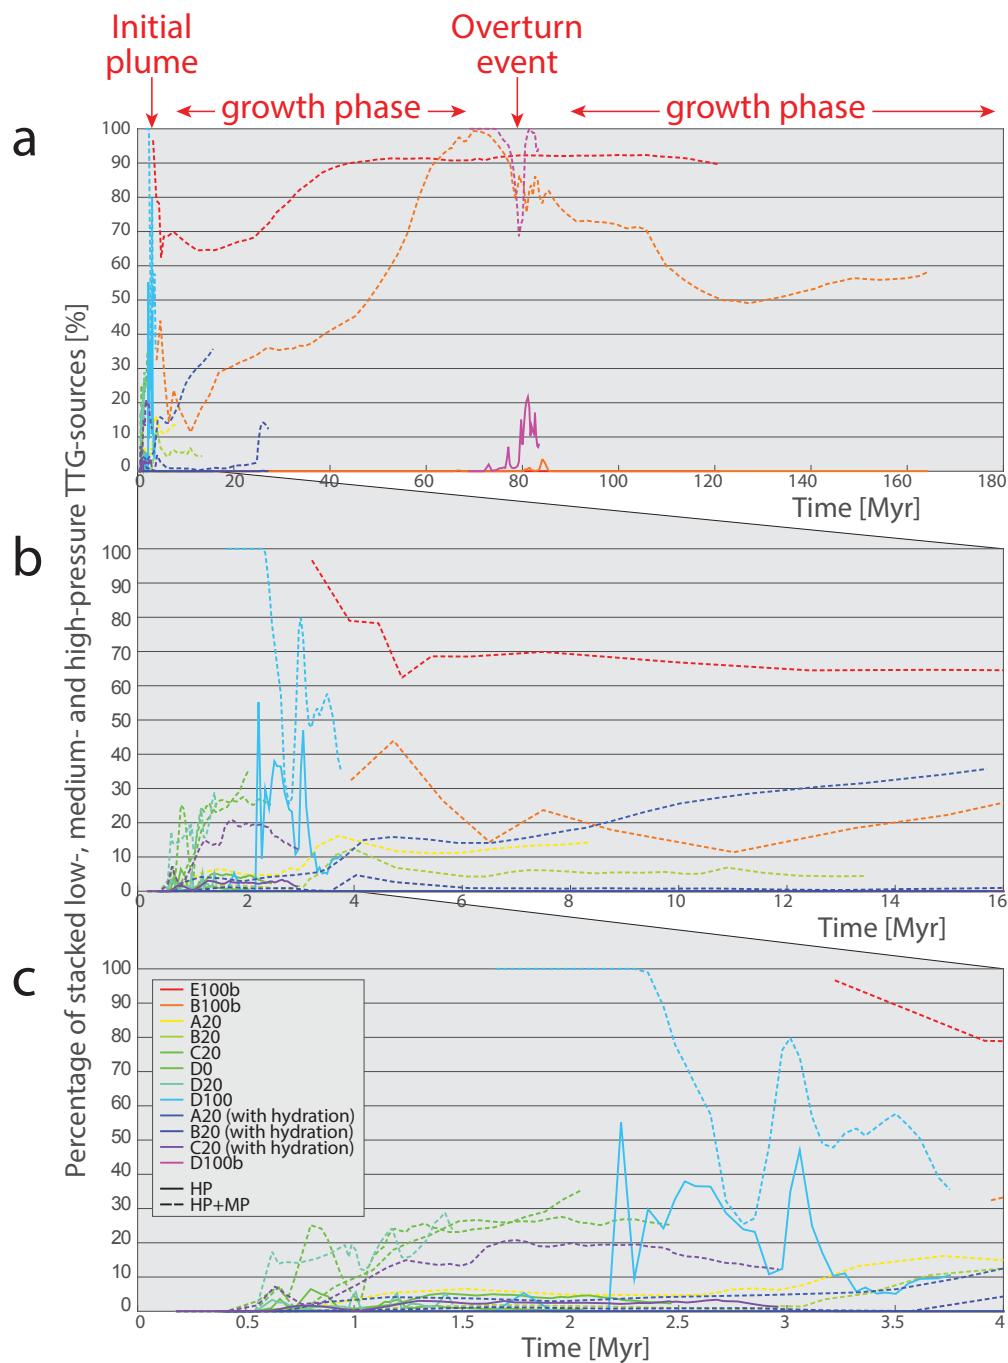 Initial
plume
Overturn
event
growth phase
growth phase
a
100
90
80
70
60
50
40
30
20
10
0
0 20 40 60 80 100 120 140 160 180
Time [Myr]
Percentage of stacked low-, medium- and high-pressure TTG-sources [%]
b
100
90
80
70
60
50
40
30
20
10
0
0 2 4 6 8 10 12 14 16
Time [Myr]
c
100
90
80
70
60
50
40
30
20
10
0
E100b
B100b
A20
B20
C20
D0
D20
D100
A20 (with hydration)
B20 (with hydration)
C20 (with hydration)
D100b
HP
HP+MP
0 0.5 1 1.5 2 2.5 3 3.5 4
Time [Myr]